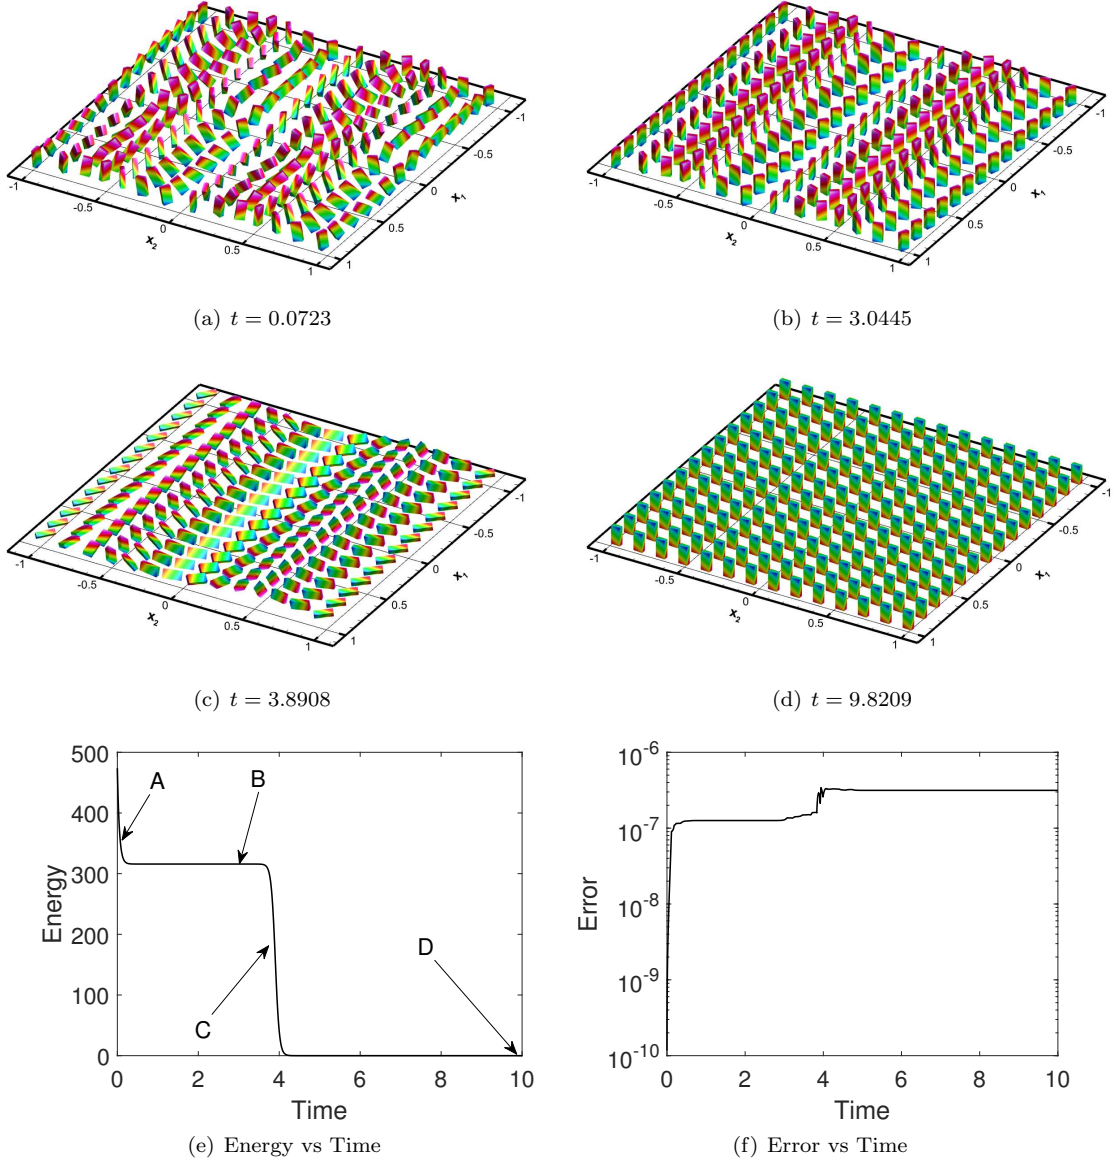 -1 -0.5 0 0.5 1 x₂
-1 -0.5 0 0.5 1 x₁
-1 -0.5 0 0.5 1 x₂
-1 -0.5 0 0.5 1 x₁
(a) t = 0.0723
(b) t = 3.0445
-1 -0.5 0 0.5 1 x₂
-1 -0.5 0 0.5 1 x₁
-1 -0.5 0 0.5 1 x₂
-1 -0.5 0 0.5 1 x₁
(c) t = 3.8908
(d) t = 9.8209
500
400
300
200
100
0
Energy
A
B
C
D
0 2 4 6 8 10
Time
(e) Energy vs Time
10⁻⁶
10⁻⁷
10⁻⁸
10⁻⁹
10⁻¹⁰
Error
0 2 4 6 8 10
Time
(f) Error vs Time